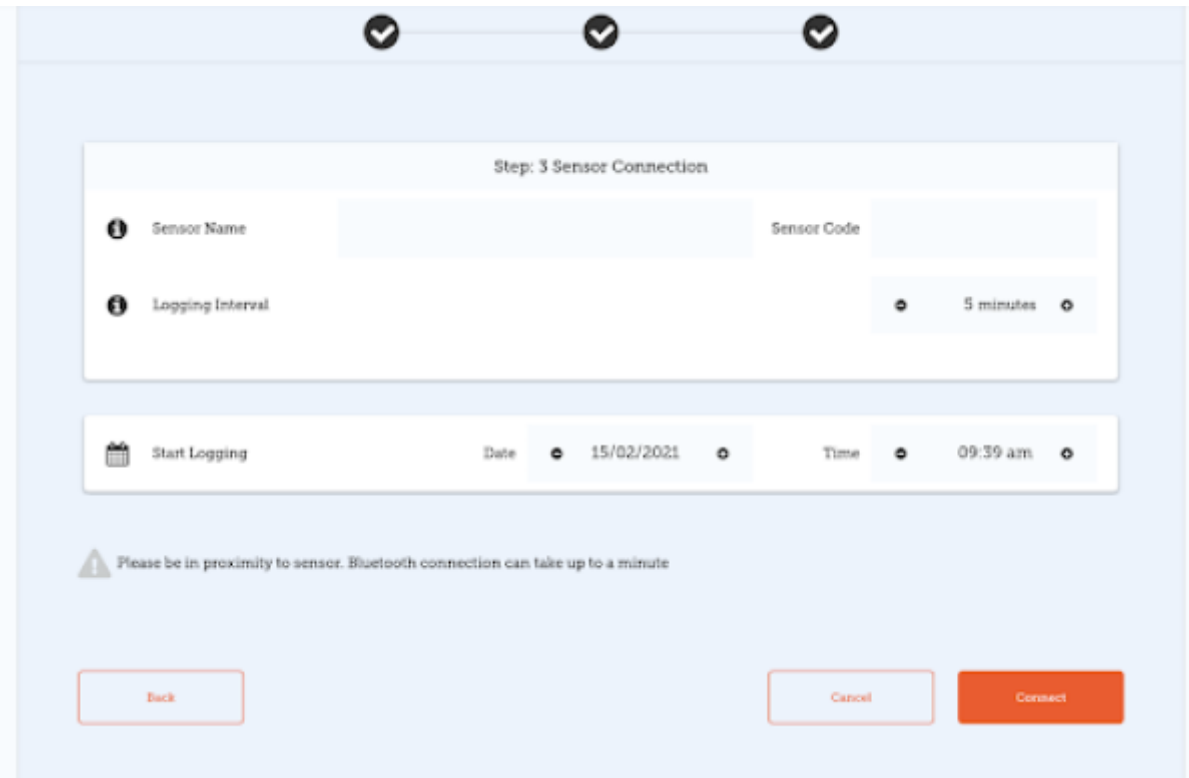 Step: 3 Sensor Connection
Sensor Name
Sensor Code
Logging Interval
5 minutes
Start Logging
Date
15/02/2021
Time
09:39 am
Please be in proximity to sensor. Bluetooth connection can take up to a minute
Back
Cancel
Connect